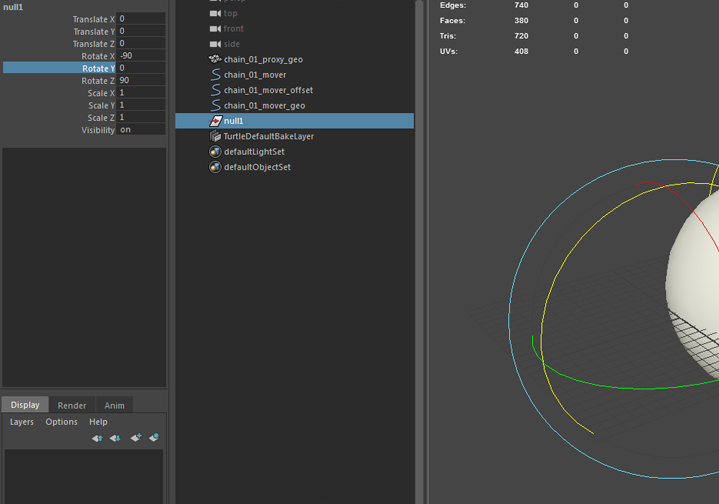 null1
Translate X 0
Translate Y 0
Translate Z 0
Rotate X -90
Rotate Y 0
Rotate Z 90
Scale X 1
Scale Y 1
Scale Z 1
Visibility on
Display Render Anim
Layers Options Help
top
front
side
chain_01_proxy_geo
chain_01_mover
chain_01_mover_offset
chain_01_mover_geo
null1
TurtleDefaultBakeLayer
defaultLightSet
defaultObjectSet
Edges: 740 0 0
Faces: 380 0 0
Tris: 720 0 0
UVs: 408 0 0